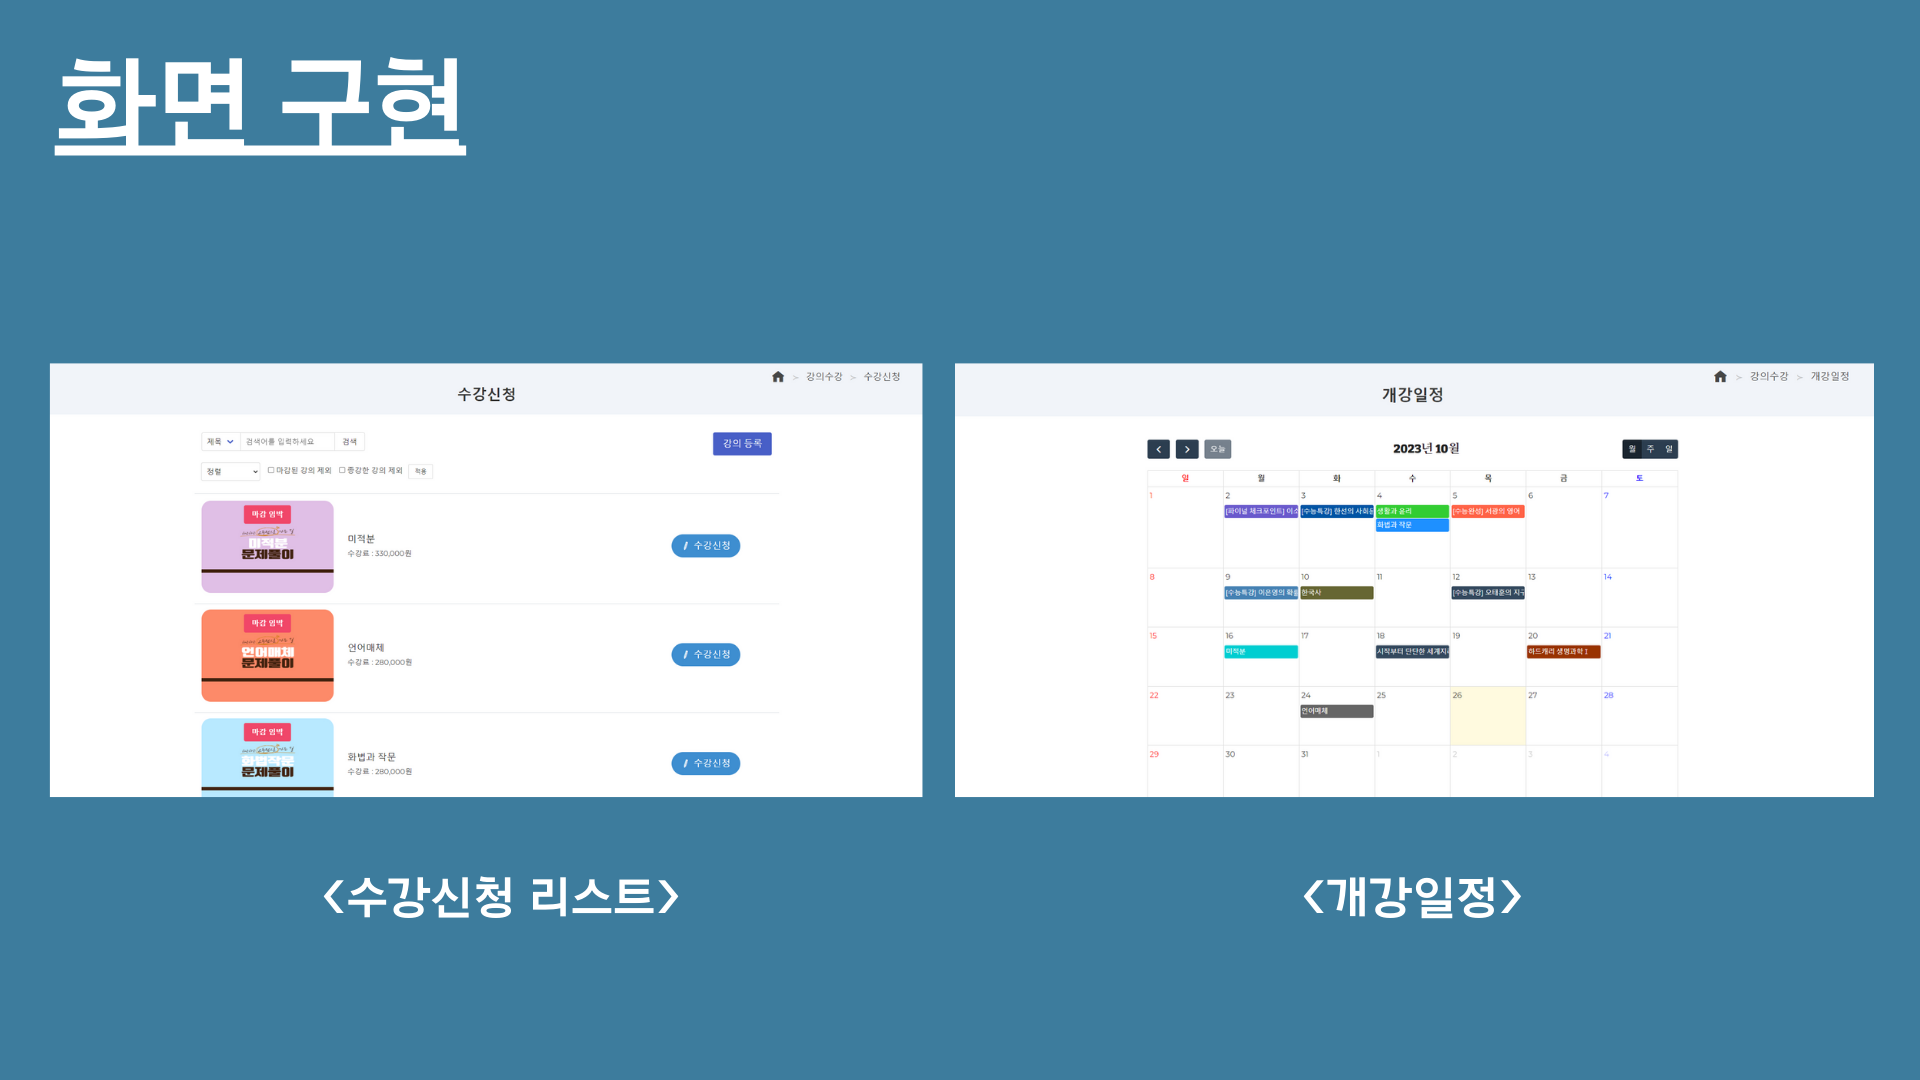 화면 구현
> 강의수강 > 수강신청
수강신청
제목 검색어를 입력하세요 검색
강의 등록
정렬 마감된 강의 제외 종강한 강의 제외 적용
마감 임박
미적분
문제풀이
미적분
수강료 : 330,000원
수강신청
마감 임박
언어매체
문제풀이
언어매체
수강료 : 280,000원
수강신청
마감 임박
화법작문
문제풀이
화법과 작문
수강료 : 280,000원
수강신청
<수강신청 리스트>
> 강의수강 > 개강일정
개강일정
< > 오늘
2023년 10월
월 주 일
일 월 화 수 목 금 토
1 2 3 4 5 6 7
[파이널 체크포인트] 이소 [수능특강] 한선의 사회 생활과 윤리 [수능완성] 서광의 영어
화법과 작문
8 9 10 11 12 13 14
[수능특강] 이은영의 확률 한국사 [수능특강] 오태훈의 지구
15 16 17 18 19 20 21
미적분 시작부터 단단한 세계지 하드캐리 생명과학 I
22 23 24 25 26 27 28
언어매체
29 30 31 1 2 3 4
<개강일정>